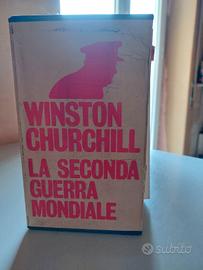 WINSTON
CHURCHILL
LA SECONDA
GUERRA
MONDIALE
subito